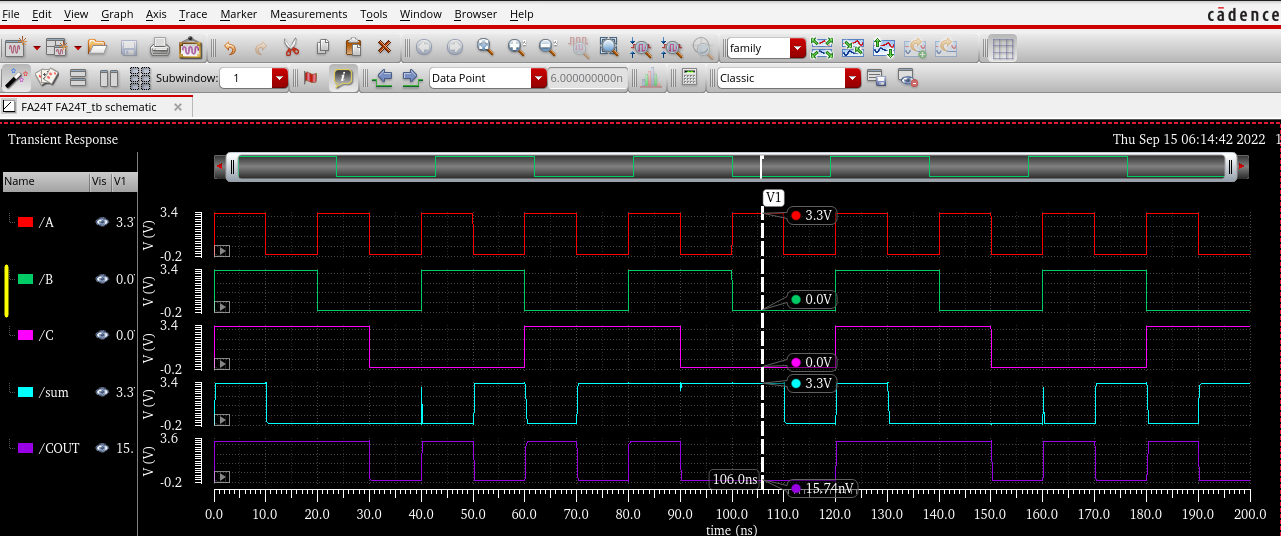 File Edit View Graph Axis Trace Marker Measurements Tools Window Browser Help
cādence
family
Subwindow: 1 Data Point 6.000000000n Classic
FA24T FA24T_tb schematic
Transient Response Thu Sep 15 06:14:42 2022 1
Name Vis V1
V1
/A 3.3 V (V) 3.4 -0.2 3.3V
/B 0.0 V (V) 3.4 -0.2 0.0V
/C 0.0 V (V) 3.4 -0.2 0.0V
/sum 3.3 V (V) 3.4 -0.2 3.3V
/COUT 15. V (V) 3.6 -0.2 106.0ns 15.74nV
0.0 10.0 20.0 30.0 40.0 50.0 60.0 70.0 80.0 90.0 100.0 110.0 120.0 130.0 140.0 150.0 160.0 170.0 180.0 190.0 200.0
time (ns)